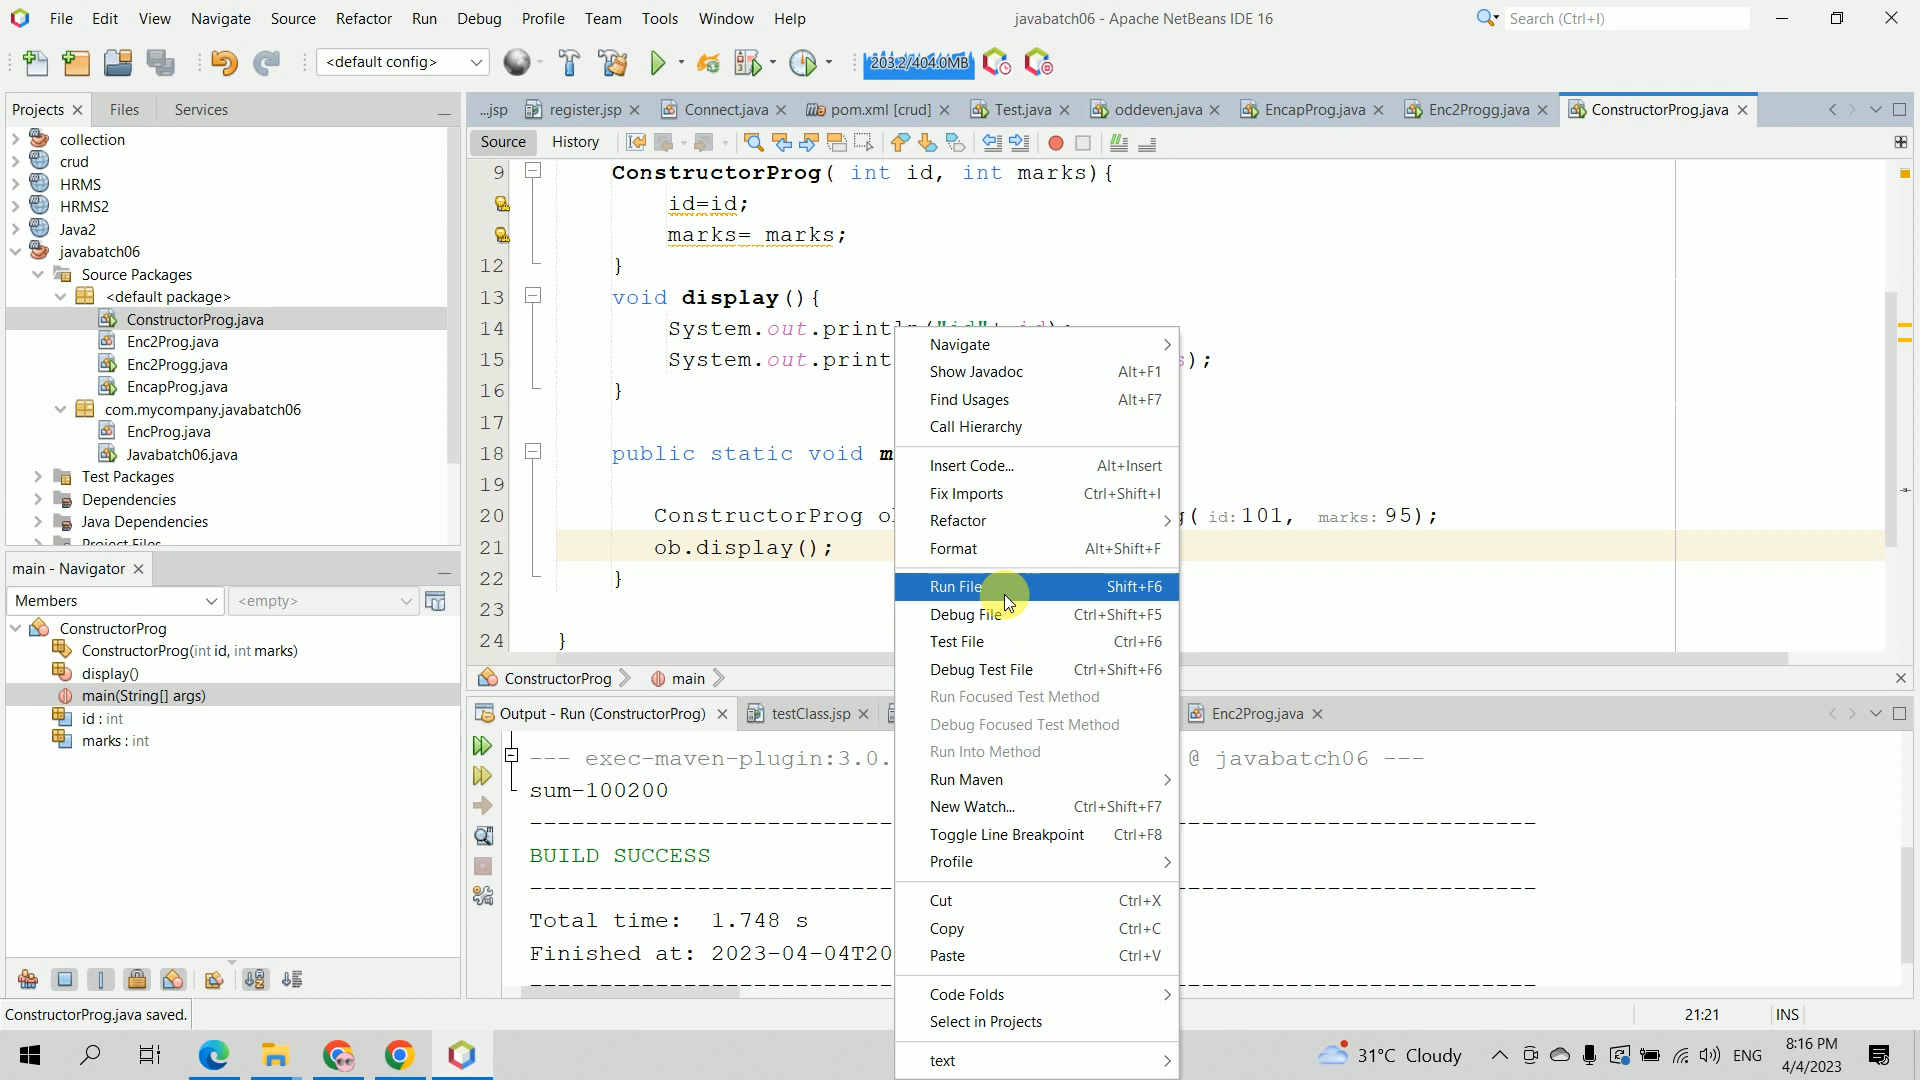 File Edit View Navigate Source Refactor Run Debug Profile Team Tools Window Help javabatch06 - Apache NetBeans IDE 16 Search (Ctrl+I)
<default config> 203.2/404.0MB
Projects Files Services
...jsp register.jsp Connect.java pom.xml [crud] Test.java oddeven.java EncapProg.java Enc2Progg.java ConstructorProg.java
Source History
collection
crud
HRMS
HRMS2
Java2
javabatch06
Source Packages
<default package>
ConstructorProg.java
Enc2Prog.java
Enc2Progg.java
EncapProg.java
com.mycompany.javabatch06
EncProg.java
Javabatch06.java
Test Packages
Dependencies
Java Dependencies
Project Files
9 ConstructorProg( int id, int marks){
id=id;
marks= marks;
12 }
13 void display(){
14 System.out.println("id"+ id);
15 System.out.print s);
16 }
17
18 public static void m
19
20 ConstructorProg ob g( id: 101, marks: 95);
21 ob.display();
22 }
23
24 }
ConstructorProg main
Navigate
Show Javadoc Alt+F1
Find Usages Alt+F7
Call Hierarchy
Insert Code... Alt+Insert
Fix Imports Ctrl+Shift+I
Refactor
Format Alt+Shift+F
Run File Shift+F6
Debug File Ctrl+Shift+F5
Test File Ctrl+F6
Debug Test File Ctrl+Shift+F6
Run Focused Test Method
Debug Focused Test Method
Run Into Method
Run Maven
New Watch... Ctrl+Shift+F7
Toggle Line Breakpoint Ctrl+F8
Profile
Cut Ctrl+X
Copy Ctrl+C
Paste Ctrl+V
Code Folds
Select in Projects
text
main - Navigator
Members <empty>
ConstructorProg
ConstructorProg(int id, int marks)
display()
main(String[] args)
id : int
marks : int
Output - Run (ConstructorProg) testClass.jsp Enc2Prog.java
--- exec-maven-plugin:3.0. @ javabatch06 ---
sum-100200
------------------------------------------------------------------------
BUILD SUCCESS
------------------------------------------------------------------------
Total time: 1.748 s
Finished at: 2023-04-04T20
------------------------------------------------------------------------
ConstructorProg.java saved. 21:21 INS
31°C Cloudy ENG 8:16 PM
4/4/2023